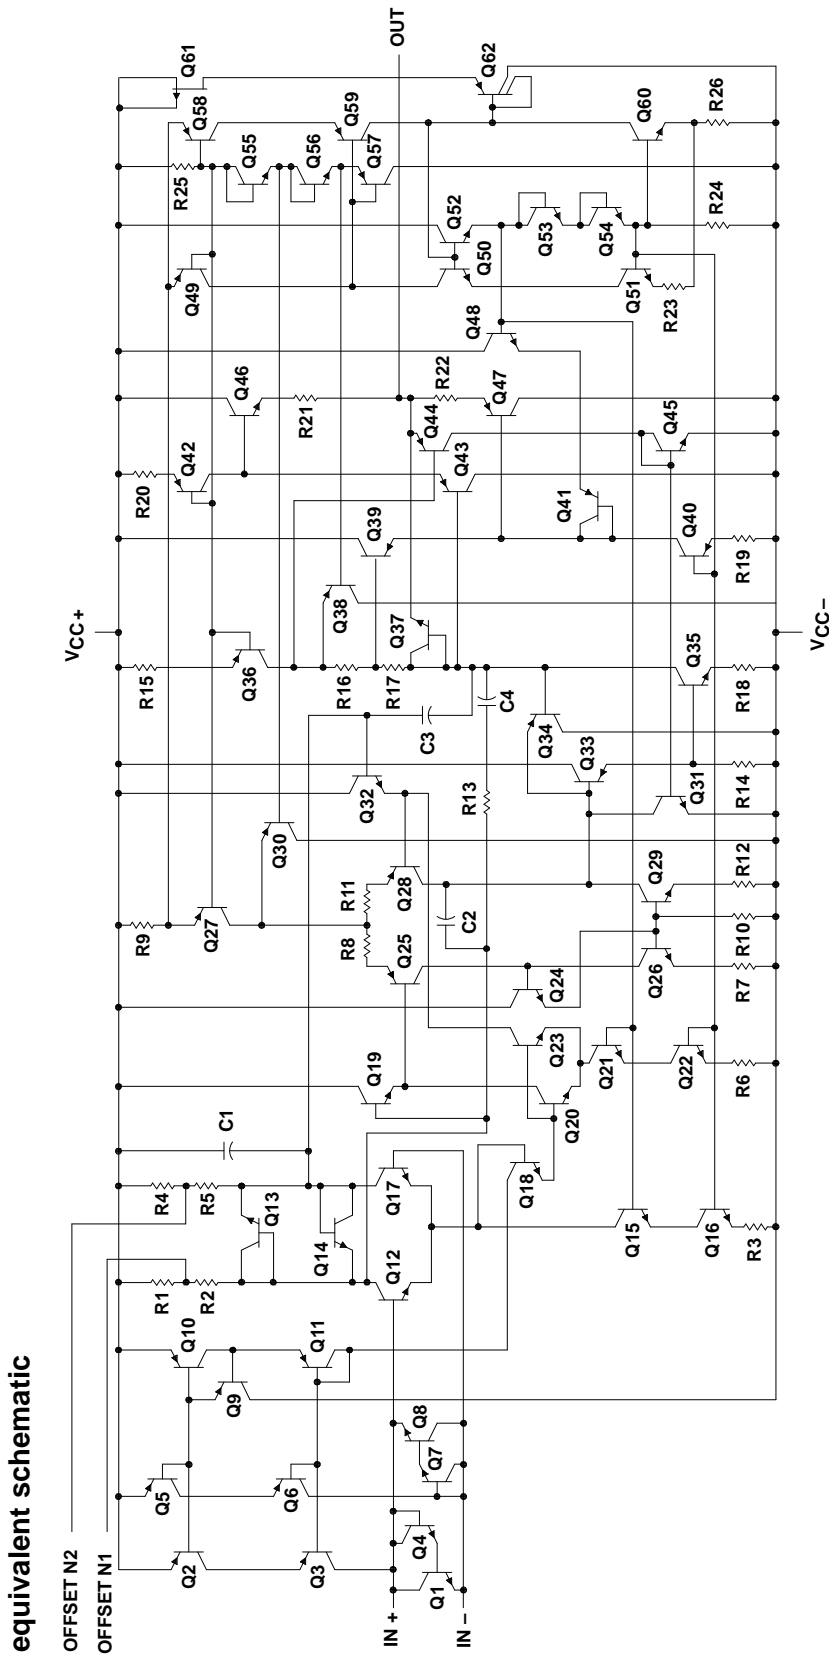 equivalent schematic
OFFSET N2
OFFSET N1
IN +
IN −
VCC+
VCC−
OUT
Q1
Q2
Q3
Q4
Q5
Q6
Q7
Q8
Q9
Q10
Q11
Q12
Q13
Q14
Q15
Q16
Q17
Q18
Q19
Q20
Q21
Q22
Q23
Q24
Q25
Q26
Q27
Q28
Q29
Q30
Q31
Q32
Q33
Q34
Q35
Q36
Q37
Q38
Q39
Q40
Q41
Q42
Q43
Q44
Q45
Q46
Q47
Q48
Q49
Q50
Q51
Q52
Q53
Q54
Q55
Q56
Q57
Q58
Q59
Q60
Q61
Q62
R1
R2
R3
R4
R5
R6
R7
R8
R9
R10
R11
R12
R13
R14
R15
R16
R17
R18
R19
R20
R21
R22
R23
R24
R25
R26
C1
C2
C3
C4